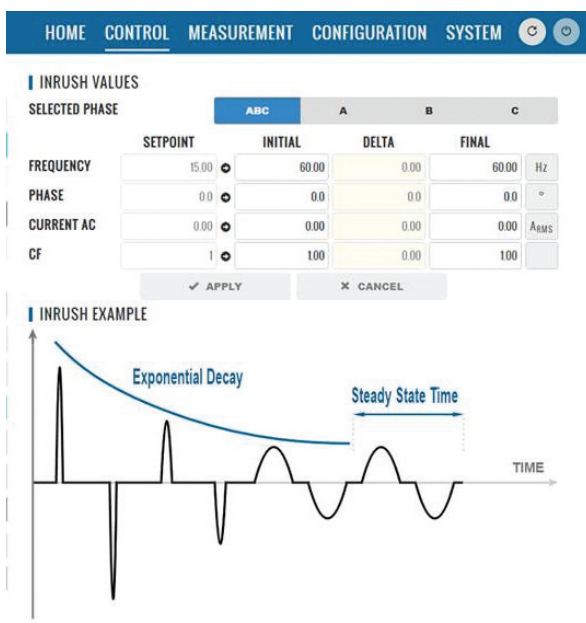 HOME CONTROL MEASUREMENT CONFIGURATION SYSTEM
INRUSH VALUES
SELECTED PHASE ABC A B C
SETPOINT INITIAL DELTA FINAL
FREQUENCY 15.00 60.00 0.00 60.00 Hz
PHASE 0.0 0.0 0.0 0.0 °
CURRENT AC 0.00 0.00 0.00 0.00 ARMS
CF 1 1.00 0.00 1.00
APPLY CANCEL
INRUSH EXAMPLE
Exponential Decay
Steady State Time
TIME